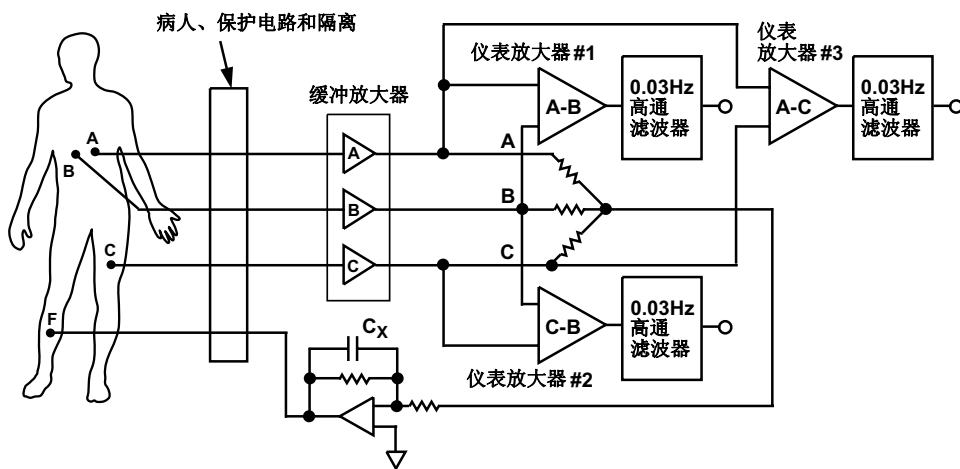 病人、保护电路和隔离
缓冲放大器
仪表放大器#1
仪表
放大器#3
A-B
0.03Hz
高通
滤波器
A-C
0.03Hz
高通
滤波器
A
B
A
A
B
B
C
C
C
F
C-B
0.03Hz
高通
滤波器
仪表放大器#2
CX